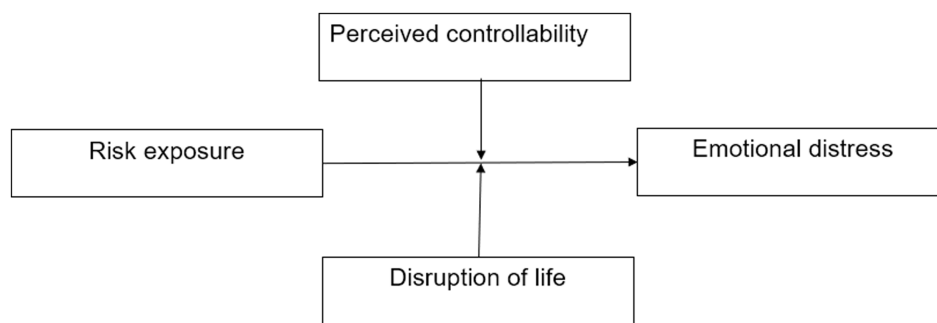 Perceived controllability
Risk exposure
Emotional distress
Disruption of life